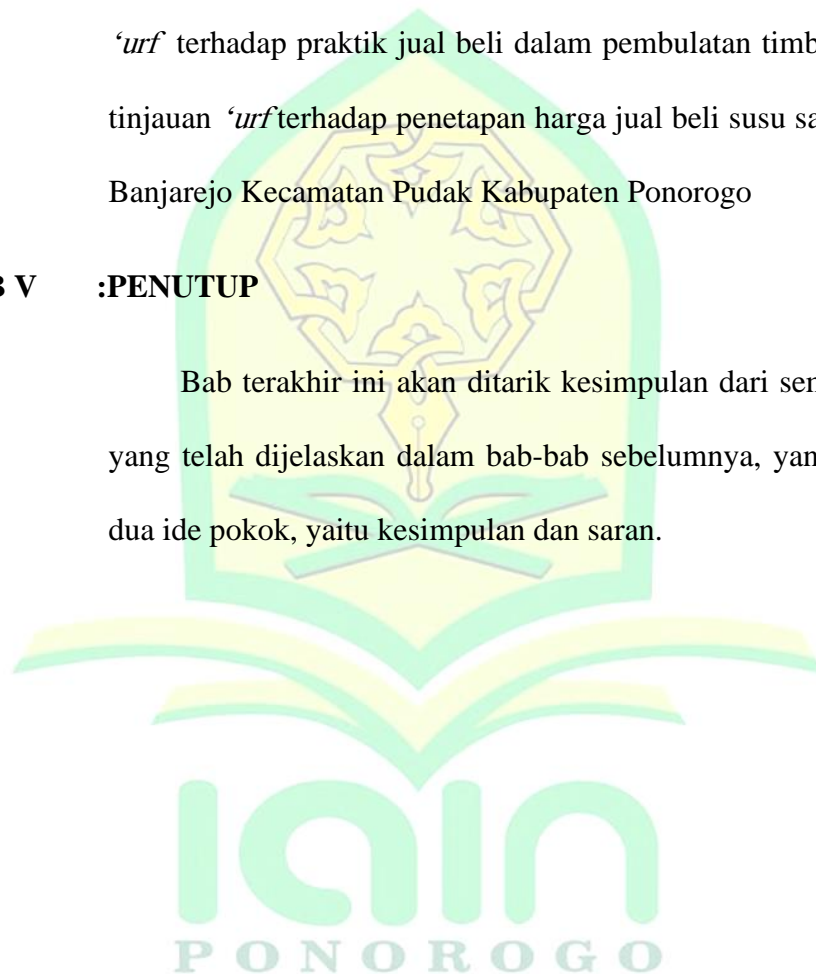 ‘urf terhadap praktik jual beli dalam pembulatan timb
tinjauan ‘urf terhadap penetapan harga jual beli susu sa
Banjarejo Kecamatan Pudak Kabupaten Ponorogo
B V :PENUTUP
Bab terakhir ini akan ditarik kesimpulan dari sem
yang telah dijelaskan dalam bab-bab sebelumnya, yan
dua ide pokok, yaitu kesimpulan dan saran.
iain
PONOROGO